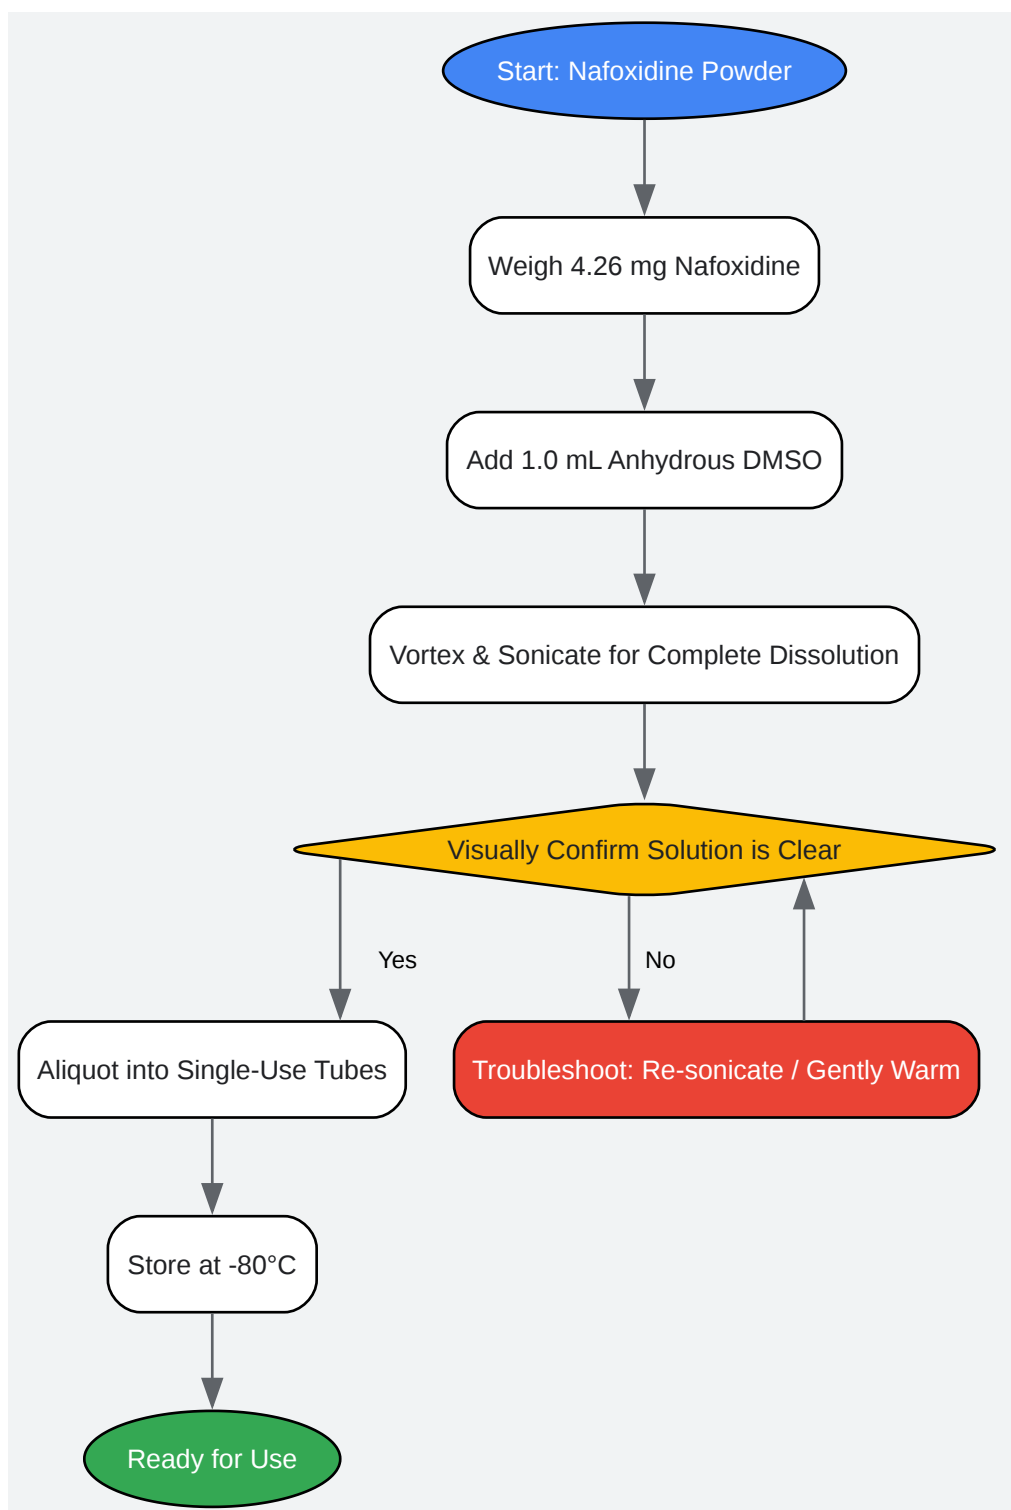 Start: Nafoxidine Powder
Weigh 4.26 mg Nafoxidine
Add 1.0 mL Anhydrous DMSO
Vortex & Sonicate for Complete Dissolution
Visually Confirm Solution is Clear
Yes
No
Aliquot into Single-Use Tubes
Troubleshoot: Re-sonicate / Gently Warm
Store at -80°C
Ready for Use